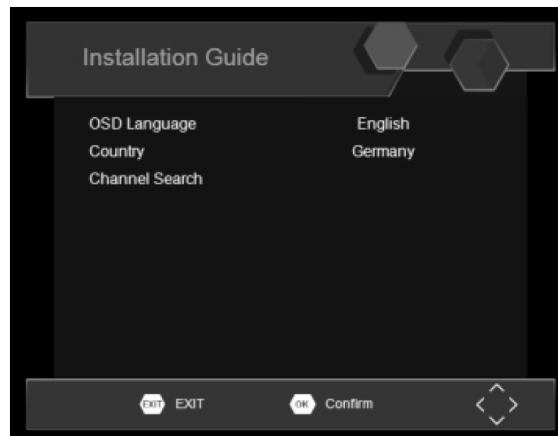 Installation Guide
OSD Language English
Country Germany
Channel Search
EXIT EXIT OK Confirm